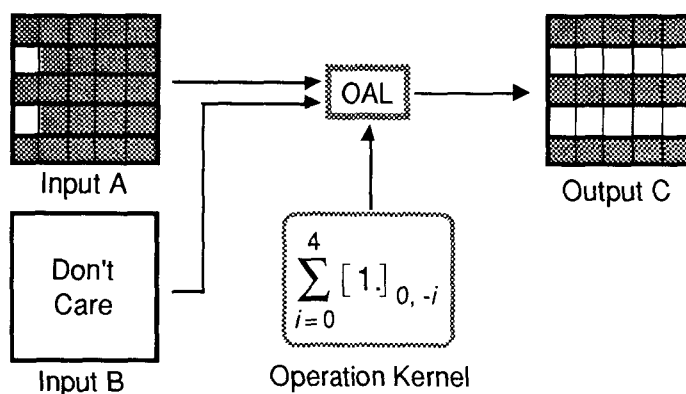 OAL
Input A
Output C
Don't
Care
4
∑ [ 1. ]0, -i
i = 0
Input B
Operation Kernel